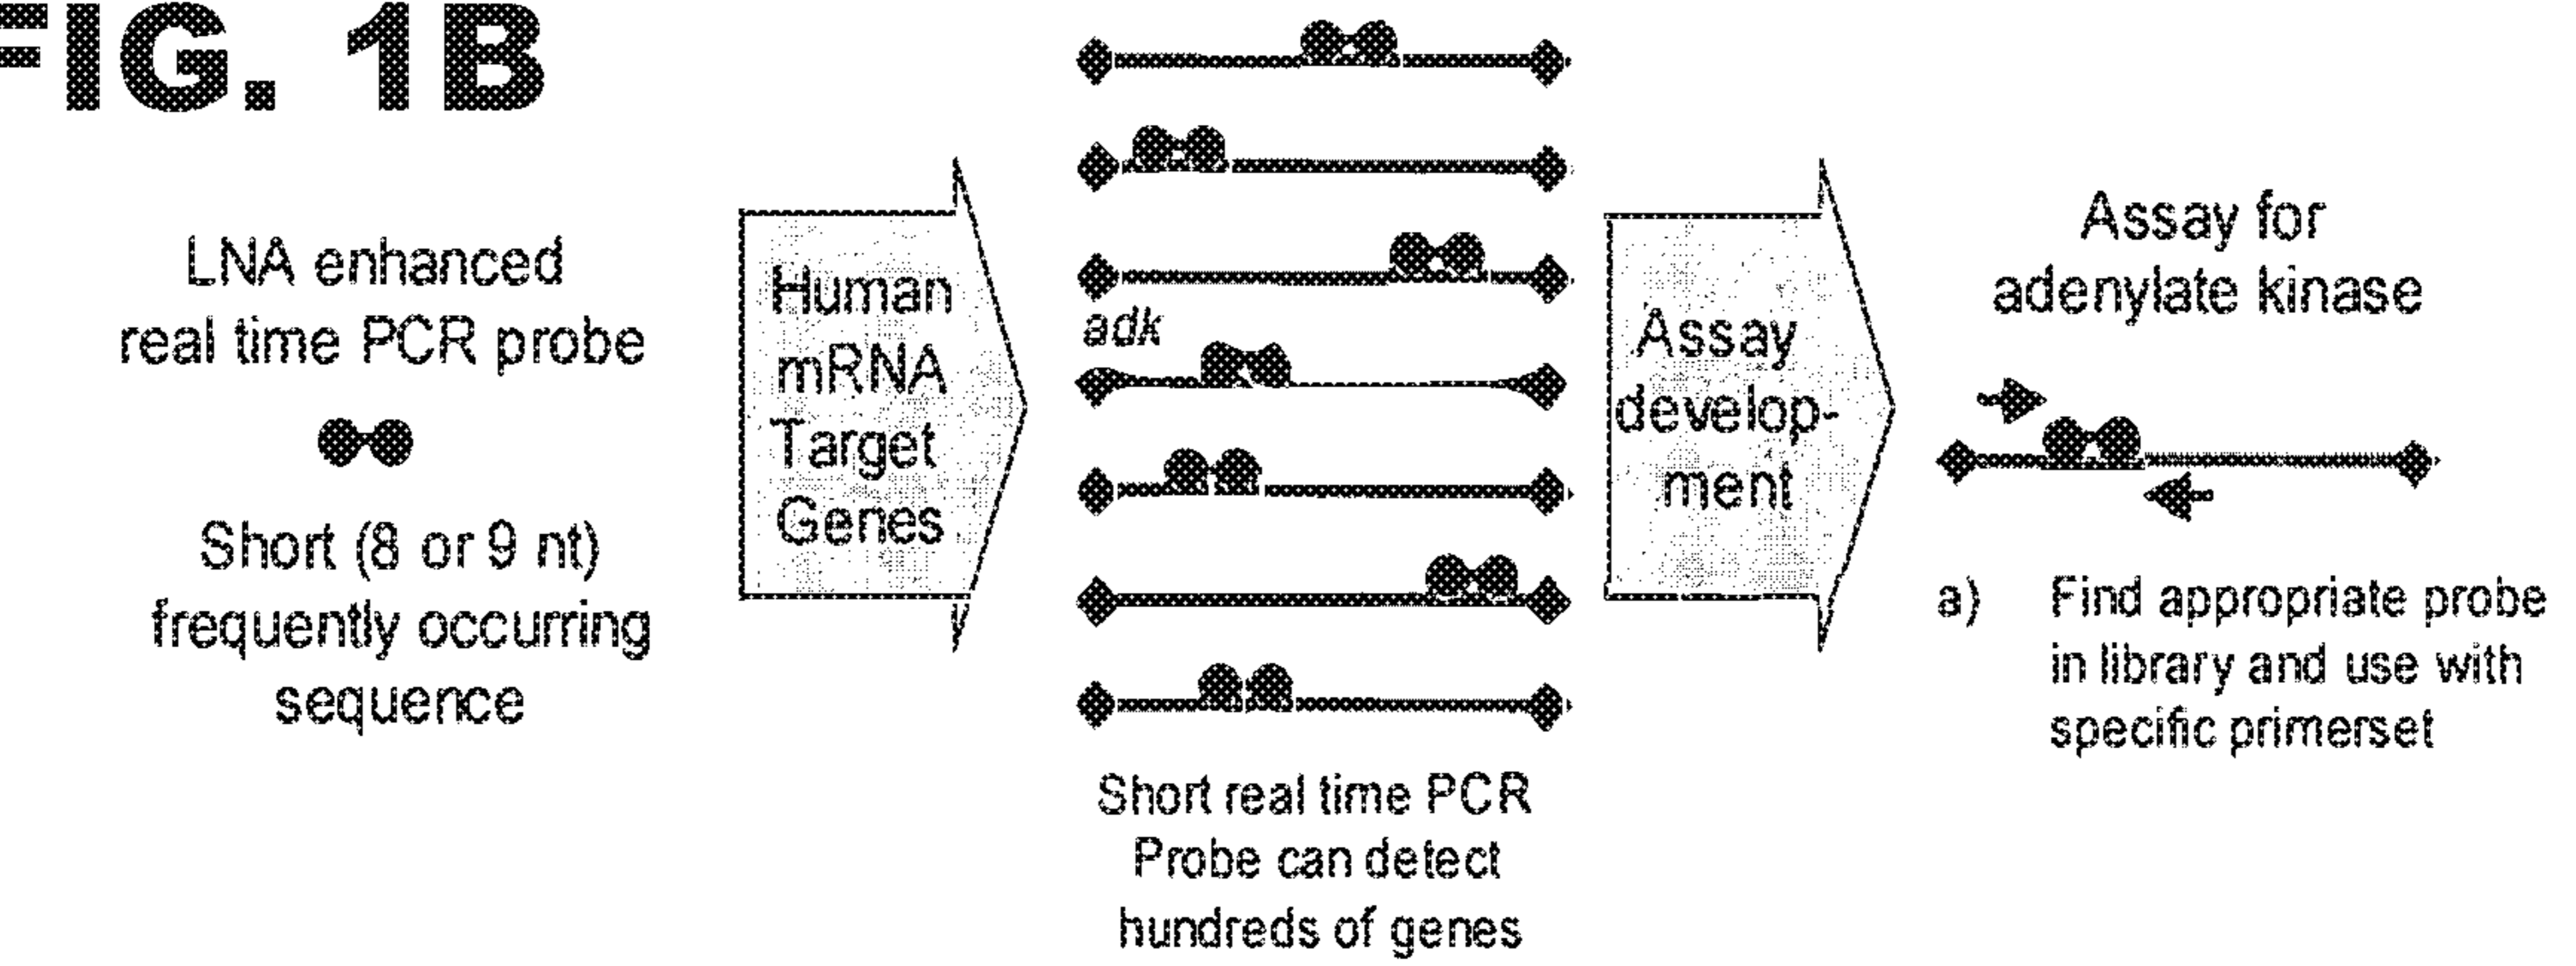 FIG. 1B
LNA enhanced
real time PCR probe
Short (8 or 9 nt)
frequently occurring
sequence
Human
mRNA
Target
Genes
adk
Short real time PCR
Probe can detect
hundreds of genes
Assay
develop-
ment
Assay for
adenylate kinase
a) Find appropriate probe
in library and use with
specific primerset